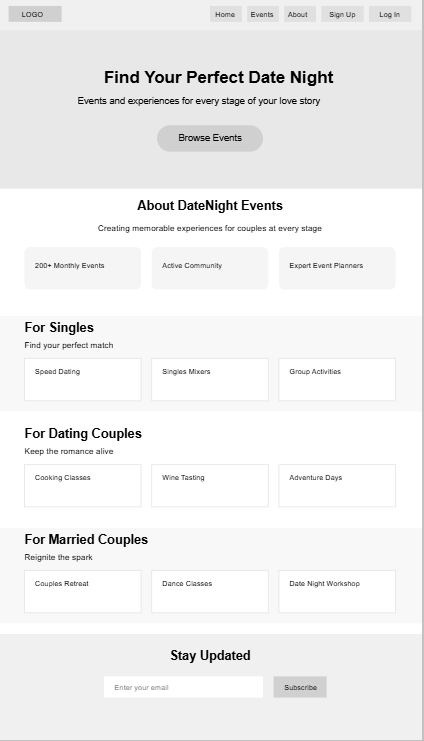 LOGO
Home
Events
About
Sign Up
Log In
Find Your Perfect Date Night
Events and experiences for every stage of your love story
Browse Events
About DateNight Events
Creating memorable experiences for couples at every stage
200+ Monthly Events
Active Community
Expert Event Planners
For Singles
Find your perfect match
Speed Dating
Singles Mixers
Group Activities
For Dating Couples
Keep the romance alive
Cooking Classes
Wine Tasting
Adventure Days
For Married Couples
Reignite the spark
Couples Retreat
Dance Classes
Date Night Workshop
Stay Updated
Enter your email
Subscribe